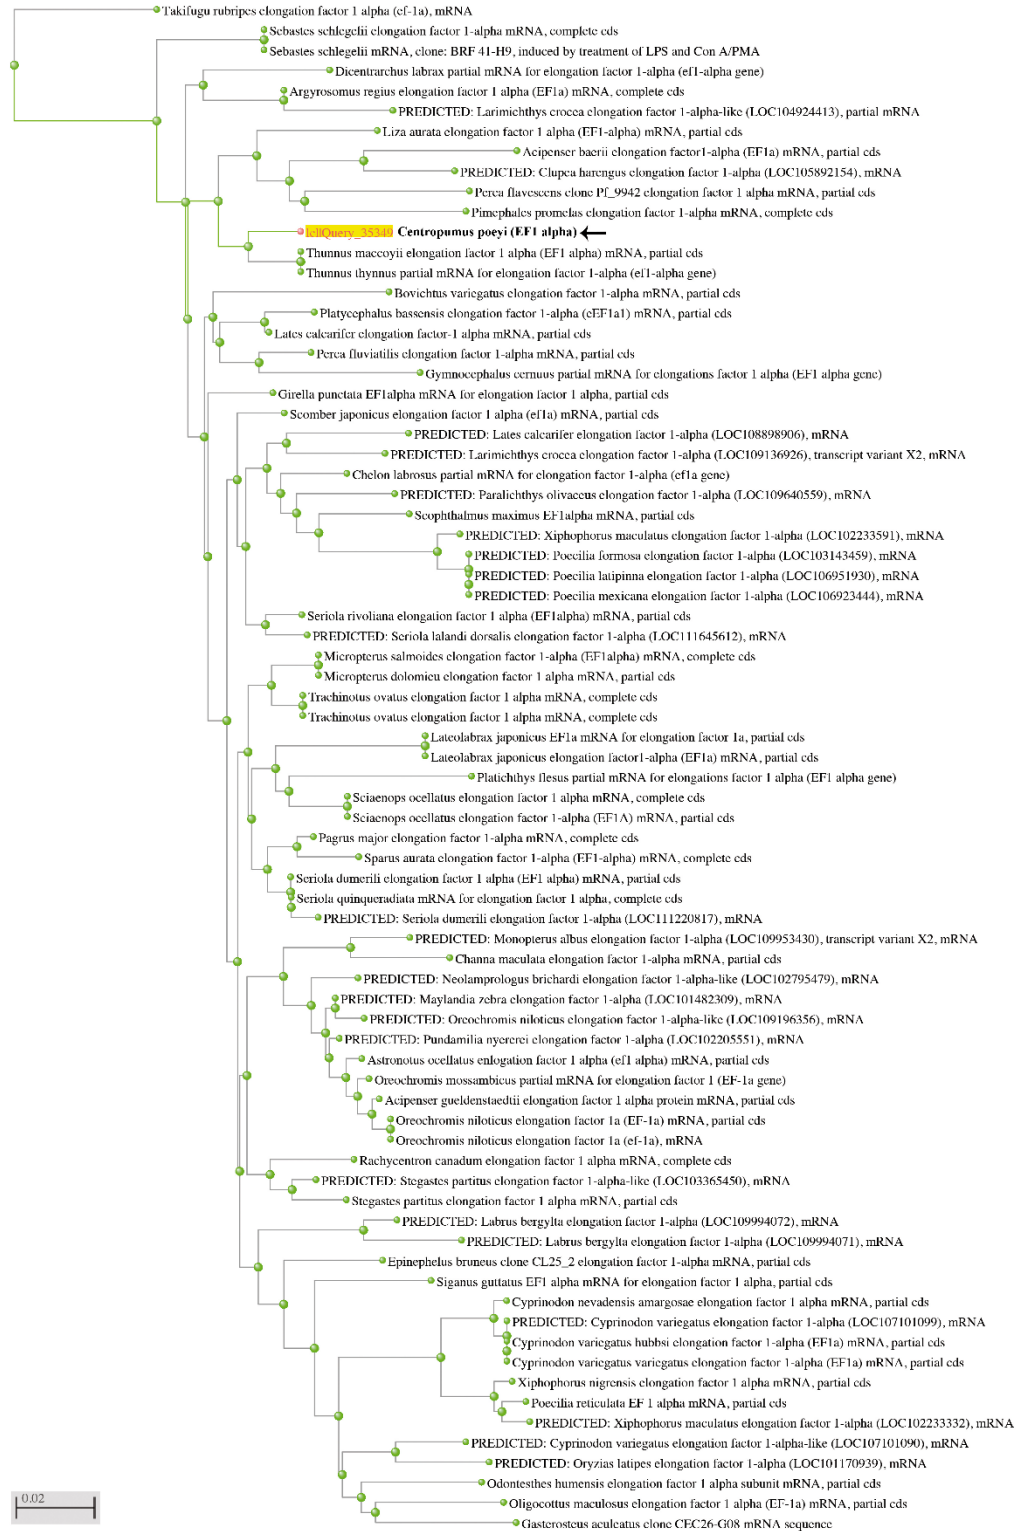 Takifugu rubripes elongation factor 1 alpha (ef-1a), mRNA
Sebastes schlegelii elongation factor 1-alpha mRNA, complete cds
Sebastes schlegelii mRNA, clone: BRF 41-H9, induced by treatment of LPS and Con A/PMA
Dicentrarchus labrax partial mRNA for elongation factor 1-alpha (ef1-alpha gene)
Argyrosomus regius elongation factor 1 alpha (EF1a) mRNA, complete cds
PREDICTED: Larimichthys crocea elongation factor 1-alpha-like (LOC104924413), partial mRNA
Liza aurata elongation factor 1 alpha (EF1-alpha) mRNA, partial cds
Acipenser baerii elongation factor1-alpha (EF1a) mRNA, partial cds
PREDICTED: Clupea harengus elongation factor 1-alpha (LOC105892154), mRNA
Perca flavescens clone Pf_9942 elongation factor 1 alpha mRNA, partial cds
Pimephales promelas elongation factor 1-alpha mRNA, complete cds
lcl|Query_35349 Centropumus poeyi (EF1 alpha)
Thunnus maccoyii elongation factor 1 alpha (EF1 alpha) mRNA, partial cds
Thunnus thynnus partial mRNA for elongation factor 1-alpha (ef1-alpha gene)
Bovichtus variegatus elongation factor 1-alpha mRNA, partial cds
Platycephalus bassensis elongation factor 1 alpha (eEF1a1) mRNA, partial cds
Lates calcarifer elongation factor-1 alpha mRNA, partial cds
Perca fluviatilis elongation factor 1-alpha mRNA, partial cds
Gymnocephalus cernuus partial mRNA for elongations factor 1 alpha (EF1 alpha gene)
Girella punctata EF1alpha mRNA for elongation factor 1 alpha, partial cds
Scomber japonicus elongation factor 1 alpha (ef1a) mRNA, partial cds
PREDICTED: Lates calcarifer elongation factor 1-alpha (LOC108898906), mRNA
PREDICTED: Larimichthys crocea elongation factor 1-alpha (LOC109136926), transcript variant X2, mRNA
Chelon labrosus partial mRNA for elongation factor 1-alpha (ef1a gene)
PREDICTED: Paralichthys olivaceus elongation factor 1-alpha (LOC109640559), mRNA
Scophthalmus maximus EF1alpha mRNA, partial cds
PREDICTED: Xiphophorus maculatus elongation factor 1-alpha (LOC102233591), mRNA
PREDICTED: Poecilia formosa elongation factor 1-alpha (LOC103143459), mRNA
PREDICTED: Poecilia latipinna elongation factor 1-alpha (LOC106951930), mRNA
PREDICTED: Poecilia mexicana elongation factor 1-alpha (LOC106923444), mRNA
Seriola rivoliana elongation factor 1 alpha (EF1alpha) mRNA, partial cds
PREDICTED: Seriola lalandi dorsalis elongation factor 1-alpha (LOC111645612), mRNA
Micropterus salmoides elongation factor 1-alpha (EF1alpha) mRNA, complete cds
Micropterus dolomieu elongation factor 1-alpha mRNA, partial cds
Trachinotus ovatus elongation factor 1 alpha mRNA, complete cds
Trachinotus ovatus elongation factor 1 alpha mRNA, complete cds
Lateolabrax japonicus EF1a mRNA for elongation factor 1a, partial cds
Lateolabrax japonicus elongation factor1-alpha (EF1a) mRNA, partial cds
Platichthys flesus partial mRNA for elongations factor 1 alpha (EF1 alpha gene)
Sciaenops ocellatus elongation factor 1 alpha mRNA, complete cds
Sciaenops ocellatus elongation factor 1-alpha (EF1A) mRNA, partial cds
Pagrus major elongation factor 1-alpha mRNA, complete cds
Sparus aurata elongation factor 1-alpha (EF1-alpha) mRNA, complete cds
Seriola dumerili elongation factor 1 alpha (EF1 alpha) mRNA, partial cds
Seriola quinqueradiata mRNA for elongation factor 1 alpha, complete cds
PREDICTED: Seriola dumerili elongation factor 1-alpha (LOC111220817), mRNA
PREDICTED: Monopterus albus elongation factor 1-alpha (LOC109953430), transcript variant X2, mRNA
Channa maculata elongation factor 1-alpha mRNA, partial cds
PREDICTED: Neolamprologus brichardi elongation factor 1-alpha-like (LOC102795479), mRNA
PREDICTED: Maylandia zebra elongation factor 1-alpha (LOC101482309), mRNA
PREDICTED: Oreochromis niloticus elongation factor 1-alpha-like (LOC109196356), mRNA
PREDICTED: Pundamilia nyererei elongation factor 1-alpha (LOC102205551), mRNA
Astronotus ocellatus enlogation factor 1 alpha (ef1 alpha) mRNA, partial cds
Oreochromis mossambicus partial mRNA for elongation factor 1 (EF-1a gene)
Acipenser gueldenstaedtii elongation factor 1 alpha protein mRNA, partial cds
Oreochromis niloticus elongation factor 1a (EF-1a) mRNA, partial cds
Oreochromis niloticus elongation factor 1a (ef-1a), mRNA
Rachycentron canadum elongation factor 1 alpha mRNA, complete cds
PREDICTED: Stegastes partitus elongation factor 1-alpha-like (LOC103365450), mRNA
Stegastes partitus elongation factor 1 alpha mRNA, partial cds
PREDICTED: Labrus bergylta elongation factor 1-alpha (LOC109994072), mRNA
PREDICTED: Labrus bergylta elongation factor 1-alpha (LOC109994071), mRNA
Epinephelus bruneus clone CL25_2 elongation factor 1-alpha mRNA, partial cds
Siganus guttatus EF1 alpha mRNA for elongation factor 1 alpha, partial cds
Cyprinodon nevadensis amargosae elongation factor 1 alpha mRNA, partial cds
PREDICTED: Cyprinodon variegatus elongation factor 1-alpha (LOC107101099), mRNA
Cyprinodon variegatus hubbsi elongation factor 1-alpha (EF1a) mRNA, partial cds
Cyprinodon variegatus variegatus elongation factor 1-alpha (EF1a) mRNA, partial cds
Xiphophorus nigrensis elongation factor 1 alpha mRNA, partial cds
Poecilia reticulata EF 1 alpha mRNA, partial cds
PREDICTED: Xiphophorus maculatus elongation factor 1-alpha (LOC102233332), mRNA
PREDICTED: Cyprinodon variegatus elongation factor 1-alpha-like (LOC107101090), mRNA
PREDICTED: Oryzias latipes elongation factor 1-alpha (LOC101170939), mRNA
Odontesthes humensis elongation factor 1 alpha subunit mRNA, partial cds
Oligocottus maculosus elongation factor 1 alpha (EF-1a) mRNA, partial cds
Gasterosteus aculeatus clone CEC26-G08 mRNA sequence
0.02